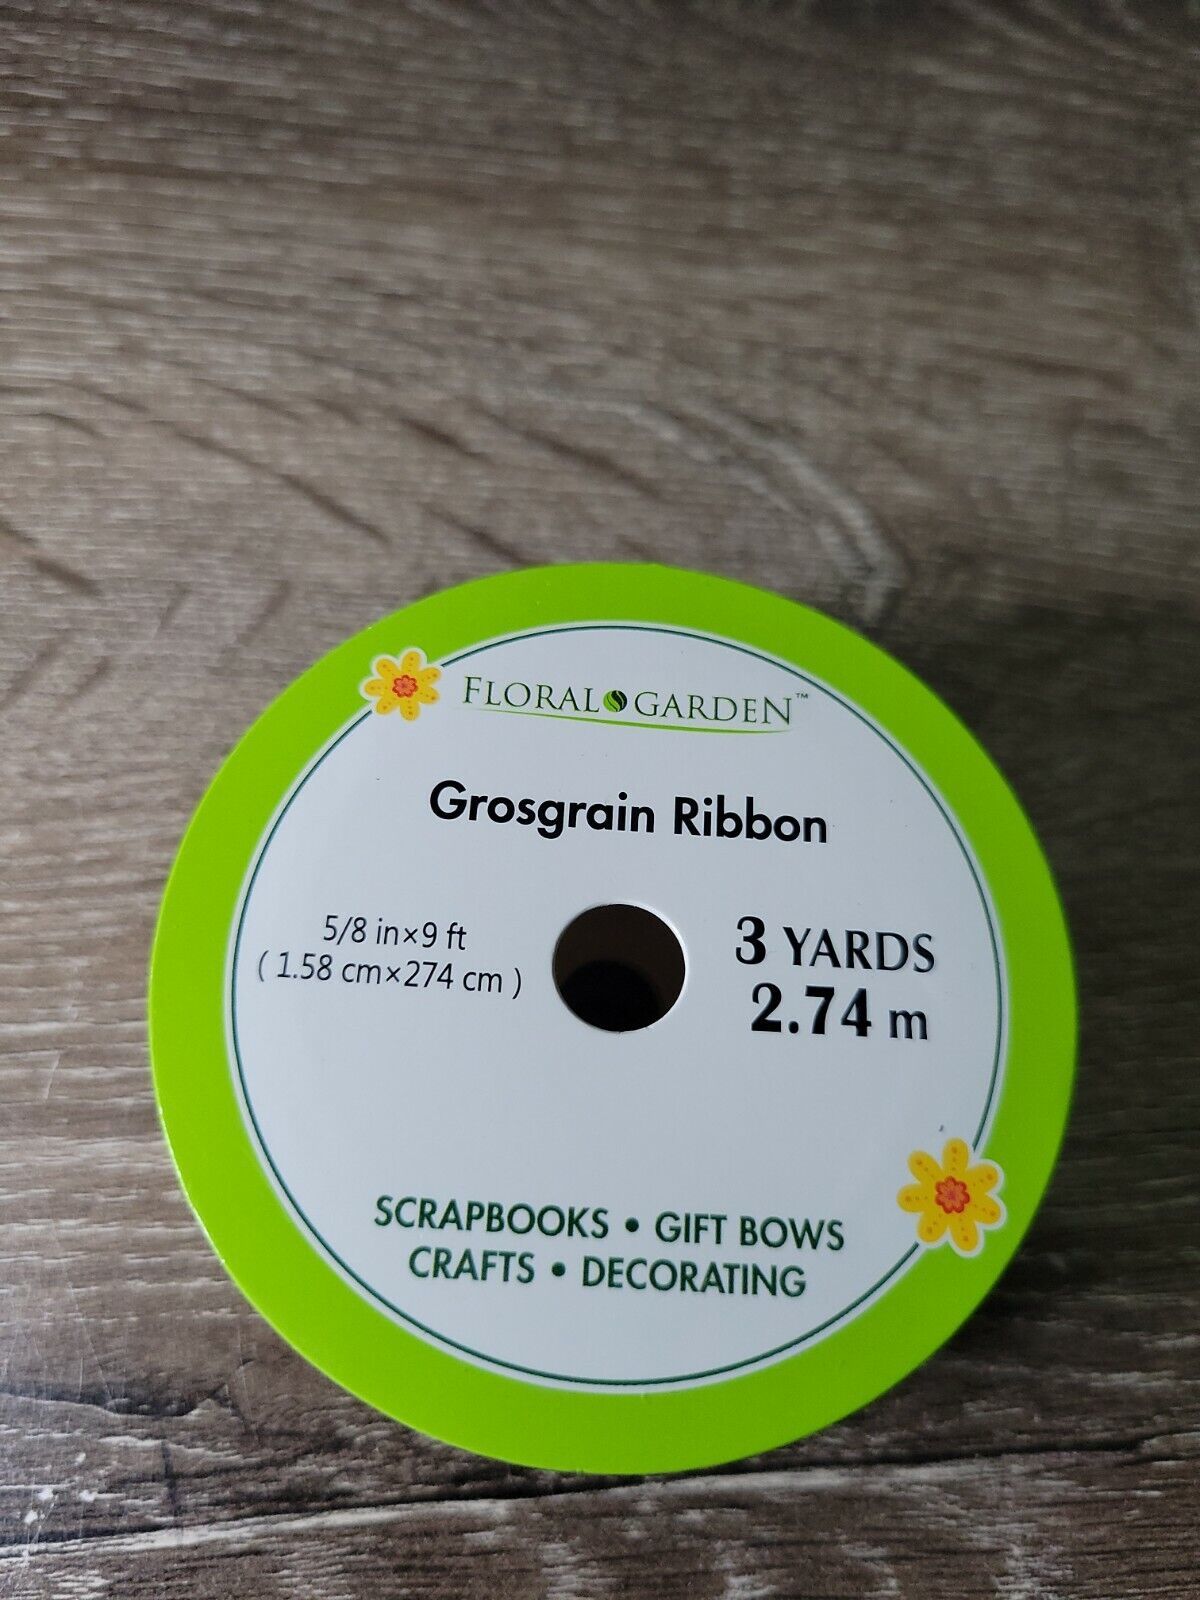 FLORAL GARDEN™
Grosgrain Ribbon
5/8 in×9 ft
( 1.58 cm×274 cm )
3 YARDS
2.74 m
SCRAPBOOKS • GIFT BOWS
CRAFTS • DECORATING